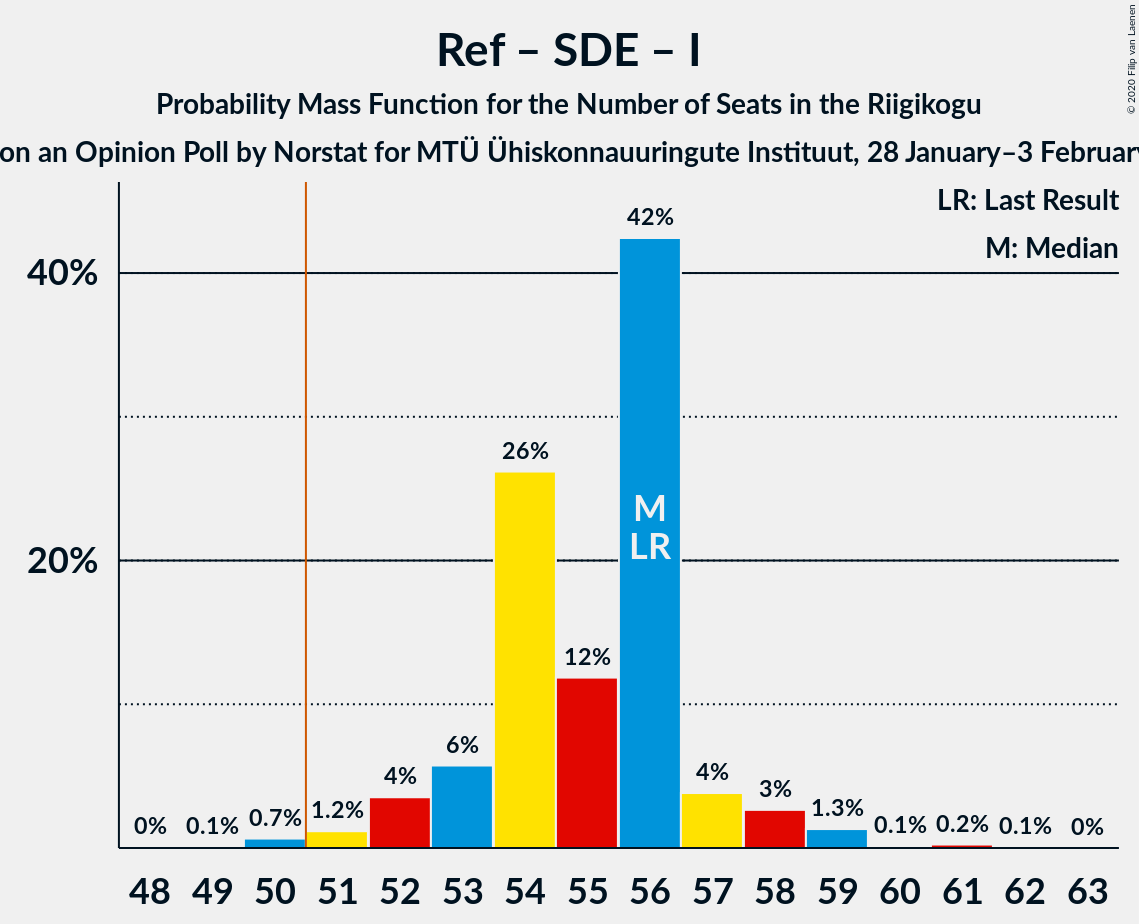 Ref – SDE – I
Probability Mass Function for the Number of Seats in the Riigikogu
on an Opinion Poll by Norstat for MTÜ Ühiskonnauuringute Instituut, 28 January–3 February
© 2020 Filip van Laenen
LR: Last Result
M: Median
40%
20%
0%
0.1%
0.7%
1.2%
4%
6%
26%
12%
42%
4%
3%
1.3%
0.1%
0.2%
0.1%
0%
M
LR
48 49 50 51 52 53 54 55 56 57 58 59 60 61 62 63